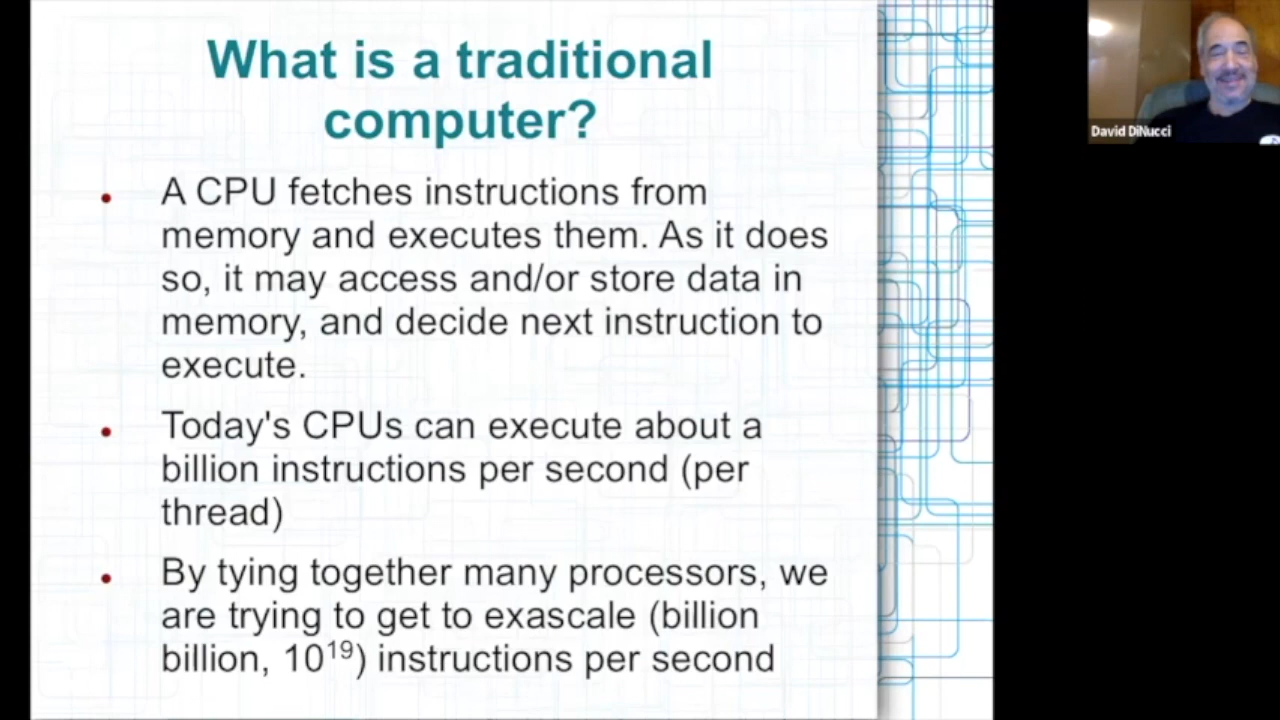 What is a traditional
computer?
David DiNucci
• A CPU fetches instructions from
memory and executes them. As it does
so, it may access and/or store data in
memory, and decide next instruction to
execute.
• Today's CPUs can execute about a
billion instructions per second (per
thread)
• By tying together many processors, we
are trying to get to exascale (billion
billion, 10¹⁹) instructions per second